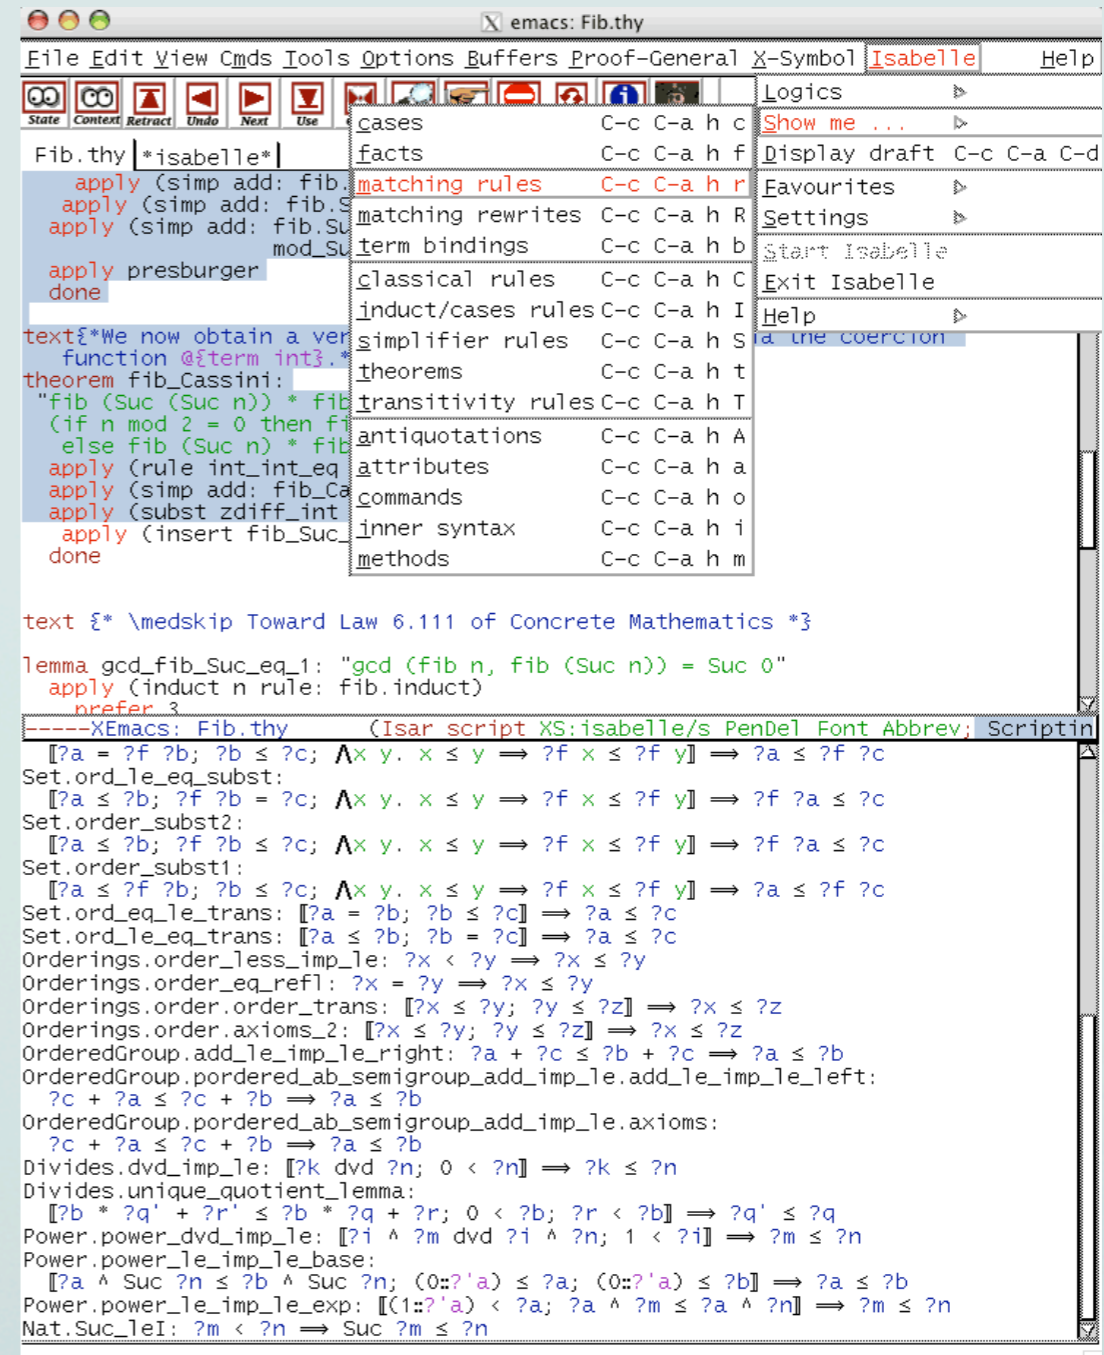 emacs: Fib.thy
File Edit View Cmds Tools Options Buffers Proof-General X-Symbol Isabelle Help
State Context Retract Undo Next Use
Logics
Show me ...
Display draft C-c C-a C-d
Favourites
Settings
Start Isabelle
Exit Isabelle
Help
cases C-c C-a h c
facts C-c C-a h f
matching rules C-c C-a h r
matching rewrites C-c C-a h R
term bindings C-c C-a h b
classical rules C-c C-a h C
induct/cases rules C-c C-a h I
simplifier rules C-c C-a h S
theorems C-c C-a h t
transitivity rules C-c C-a h T
antiquotations C-c C-a h A
attributes C-c C-a h a
commands C-c C-a h o
inner syntax C-c C-a h i
methods C-c C-a h m
Fib.thy *isabelle*
apply (simp add: fib.
apply (simp add: fib.S
apply (simp add: fib.Su
mod_Su
apply presburger
done
text{*We now obtain a ver the coercion
function @{term int}.*
theorem fib_Cassini:
"fib (Suc (Suc n)) * fib
(if n mod 2 = 0 then fi
else fib (Suc n) * fib
apply (rule int_int_eq
apply (simp add: fib_Ca
apply (subst zdiff_int
apply (insert fib_Suc_
done
text {* \medskip Toward Law 6.111 of Concrete Mathematics *}
lemma gcd_fib_Suc_eq_1: "gcd (fib n, fib (Suc n)) = Suc 0"
apply (induct n rule: fib.induct)
prefer 3
-----XEmacs: Fib.thy (Isar script XS:isabelle/s PenDel Font Abbrev; Scriptin
⟦?a = ?f ?b; ?b ≤ ?c; ⋀x y. x ≤ y ⟹ ?f x ≤ ?f y⟧ ⟹ ?a ≤ ?f ?c
Set.ord_le_eq_subst:
⟦?a ≤ ?b; ?f ?b = ?c; ⋀x y. x ≤ y ⟹ ?f x ≤ ?f y⟧ ⟹ ?f ?a ≤ ?c
Set.order_subst2:
⟦?a ≤ ?b; ?f ?b ≤ ?c; ⋀x y. x ≤ y ⟹ ?f x ≤ ?f y⟧ ⟹ ?f ?a ≤ ?c
Set.order_subst1:
⟦?a ≤ ?f ?b; ?b ≤ ?c; ⋀x y. x ≤ y ⟹ ?f x ≤ ?f y⟧ ⟹ ?a ≤ ?f ?c
Set.ord_eq_le_trans: ⟦?a = ?b; ?b ≤ ?c⟧ ⟹ ?a ≤ ?c
Set.ord_le_eq_trans: ⟦?a ≤ ?b; ?b = ?c⟧ ⟹ ?a ≤ ?c
Orderings.order_less_imp_le: ?x < ?y ⟹ ?x ≤ ?y
Orderings.order_eq_refl: ?x = ?y ⟹ ?x ≤ ?y
Orderings.order.order_trans: ⟦?x ≤ ?y; ?y ≤ ?z⟧ ⟹ ?x ≤ ?z
Orderings.order.axioms_2: ⟦?x ≤ ?y; ?y ≤ ?z⟧ ⟹ ?x ≤ ?z
OrderedGroup.add_le_imp_le_right: ?a + ?c ≤ ?b + ?c ⟹ ?a ≤ ?b
OrderedGroup.pordered_ab_semigroup_add_imp_le.add_le_imp_le_left:
?c + ?a ≤ ?c + ?b ⟹ ?a ≤ ?b
OrderedGroup.pordered_ab_semigroup_add_imp_le.axioms:
?c + ?a ≤ ?c + ?b ⟹ ?a ≤ ?b
Divides.dvd_imp_le: ⟦?k dvd ?n; 0 < ?n⟧ ⟹ ?k ≤ ?n
Divides.unique_quotient_lemma:
⟦?b * ?q' + ?r' ≤ ?b * ?q + ?r; 0 < ?b; ?r < ?b⟧ ⟹ ?q' ≤ ?q
Power.power_dvd_imp_le: ⟦?i ^ ?m dvd ?i ^ ?n; 1 < ?i⟧ ⟹ ?m ≤ ?n
Power.power_le_imp_le_base:
⟦?a ^ Suc ?n ≤ ?b ^ Suc ?n; (0::?'a) ≤ ?a; (0::?'a) ≤ ?b⟧ ⟹ ?a ≤ ?b
Power.power_le_imp_le_exp: ⟦(1::?'a) < ?a; ?a ^ ?m ≤ ?a ^ ?n⟧ ⟹ ?m ≤ ?n
Nat.Suc_leI: ?m < ?n ⟹ Suc ?m ≤ ?n